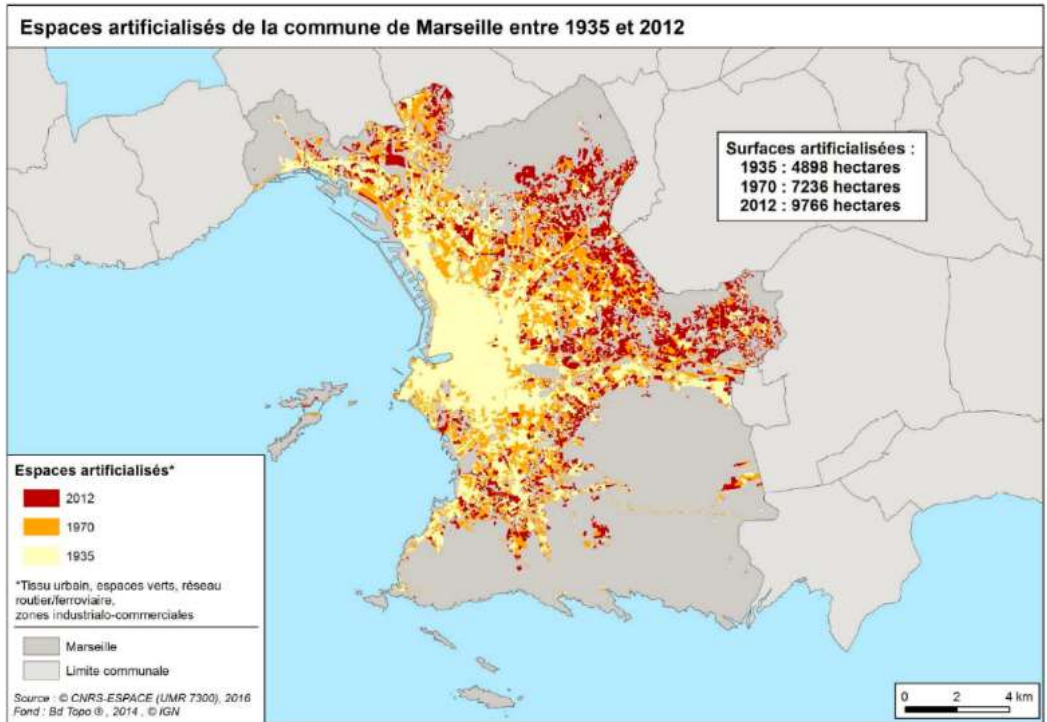 Espaces artificialisés de la commune de Marseille entre 1935 et 2012
Surfaces artificialisées :
1935 : 4898 hectares
1970 : 7236 hectares
2012 : 9766 hectares
Espaces artificialisés*
2012
1970
1935
*Tissu urbain, espaces verts, réseau
routier/ferroviaire,
zones industrialo-commerciales
Marseille
Limite communale
Source : © CNRS-ESPACE (UMR 7300), 2016
Fond : Bd Topo ® , 2014 , © IGN
0 2 4 km